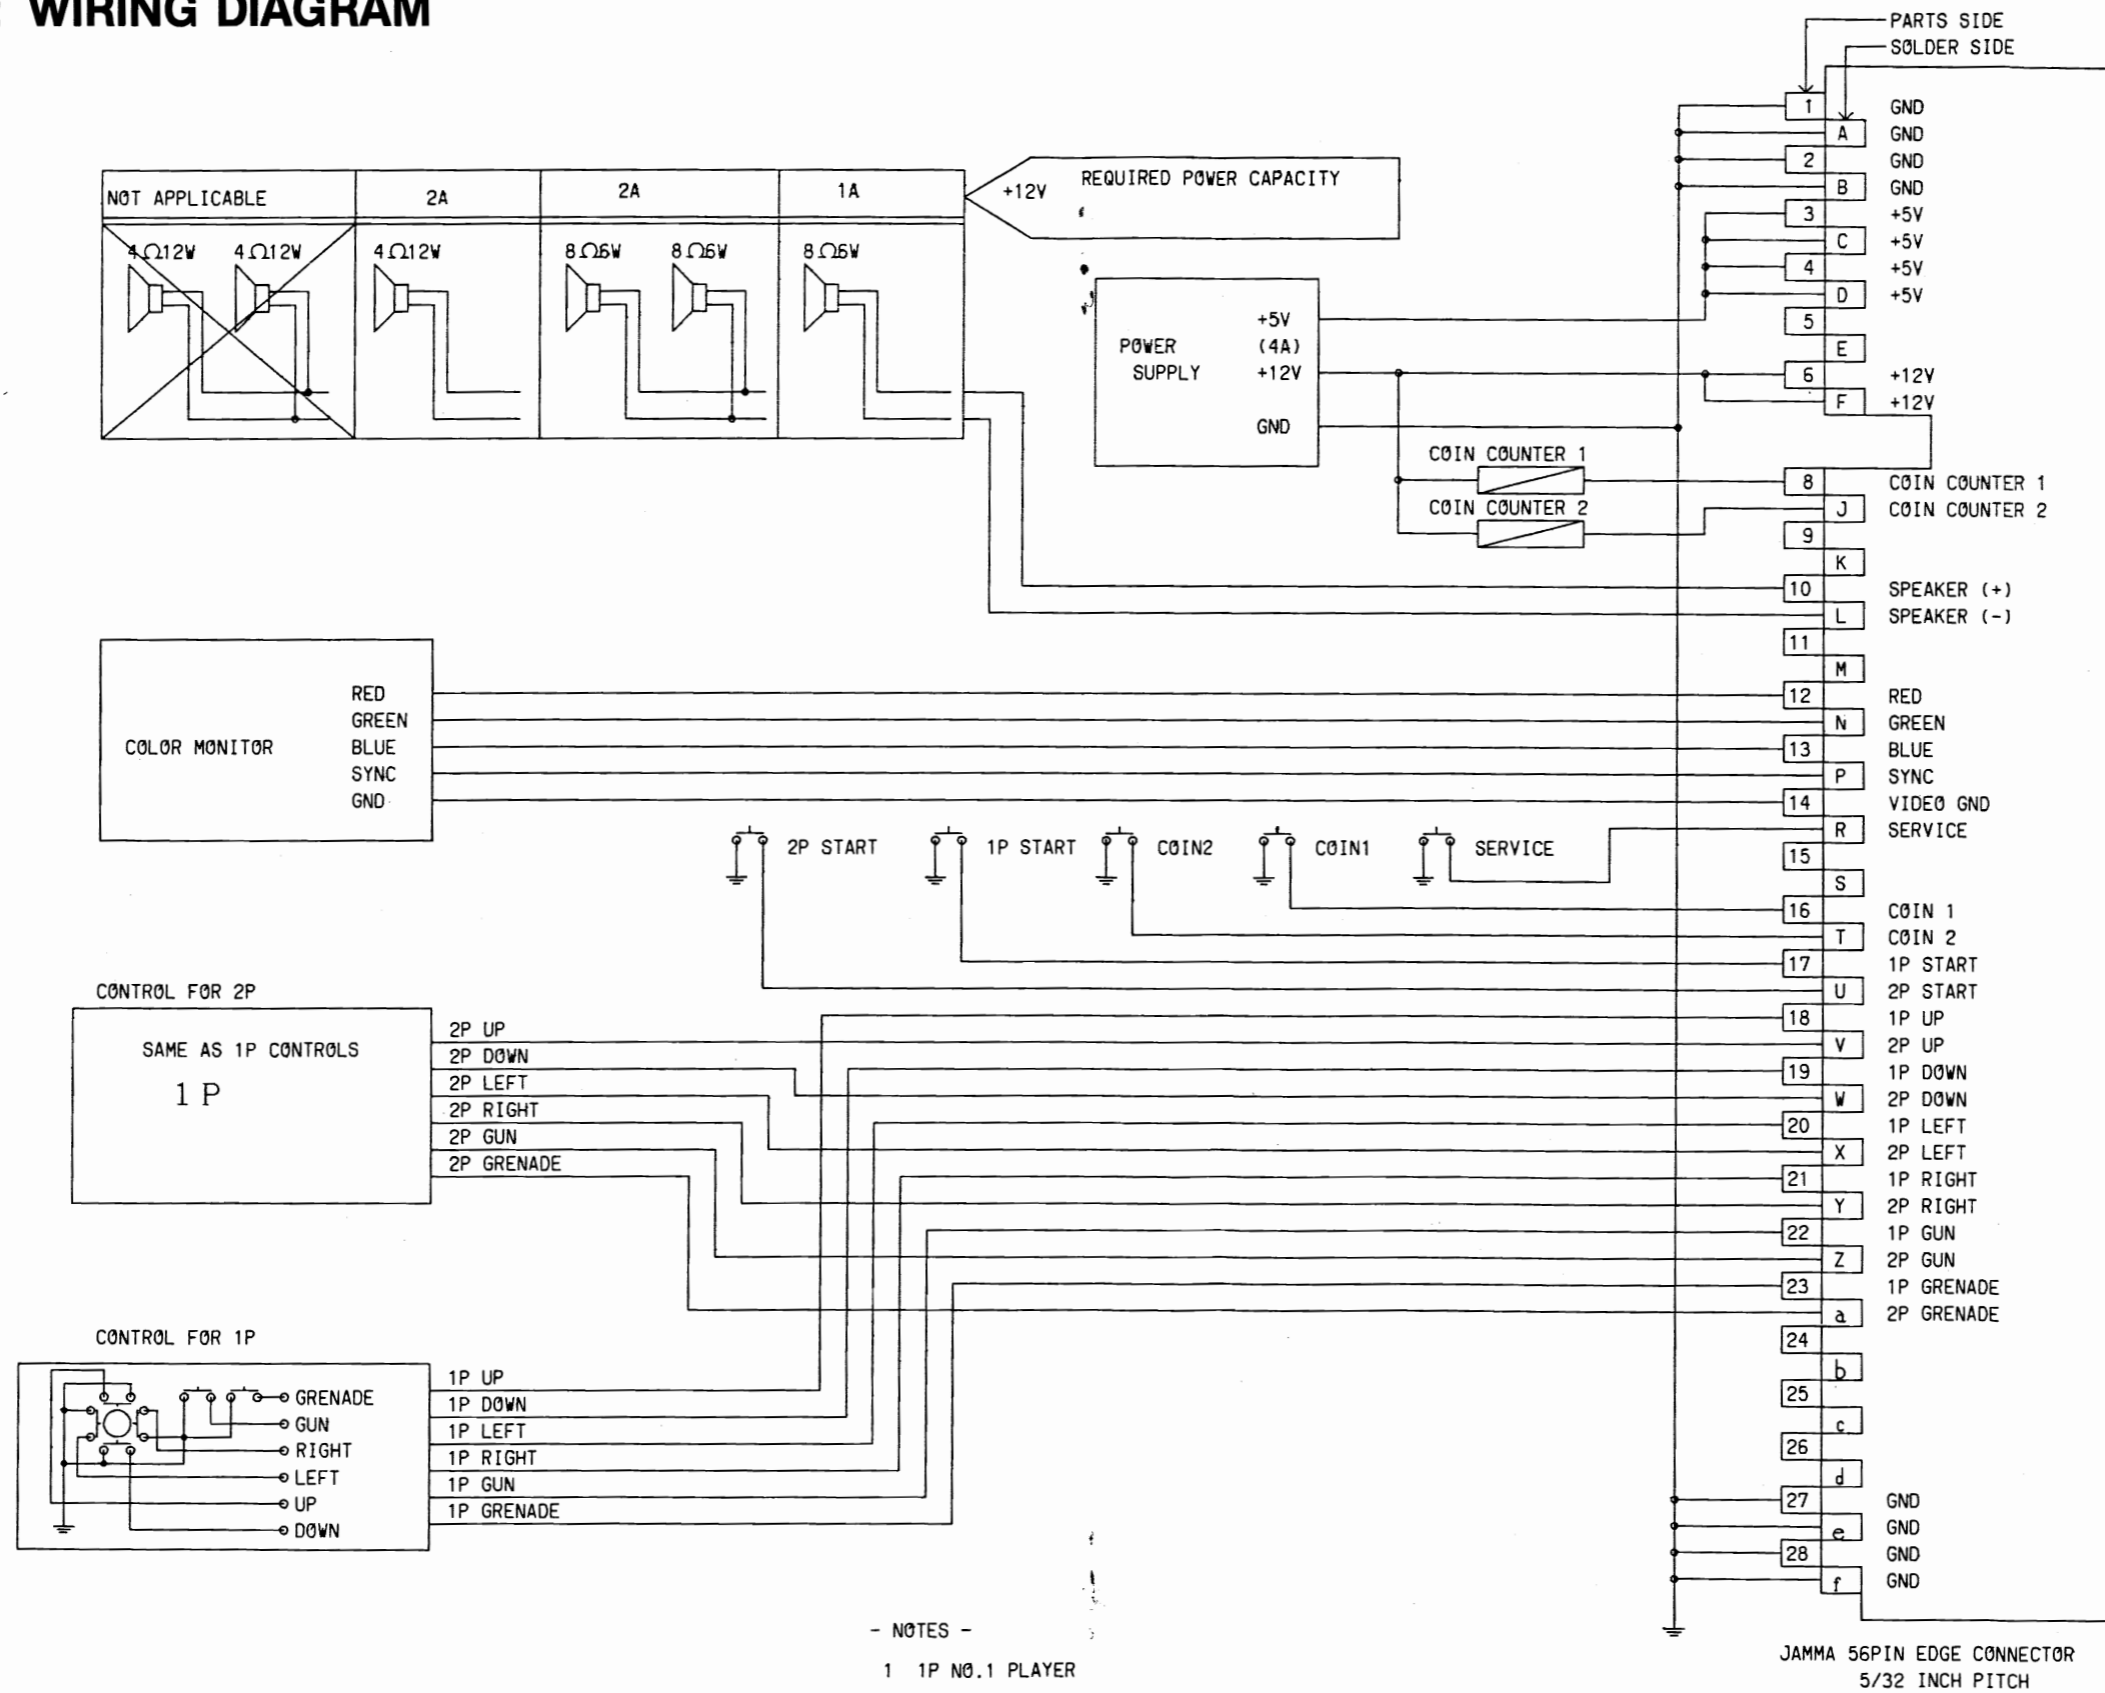 WIRING DIAGRAM
PARTS SIDE
SOLDER SIDE
NOT APPLICABLE 2A 2A 1A
+12V REQUIRED POWER CAPACITY
4Ω12W 4Ω12W 4Ω12W 8Ω6W 8Ω6W 8Ω6W
POWER SUPPLY
+5V
(4A)
+12V
GND
COIN COUNTER 1
COIN COUNTER 2
COLOR MONITOR
RED
GREEN
BLUE
SYNC
GND
2P START 1P START COIN2 COIN1 SERVICE
CONTROL FOR 2P
SAME AS 1P CONTROLS
1 P
2P UP
2P DOWN
2P LEFT
2P RIGHT
2P GUN
2P GRENADE
CONTROL FOR 1P
GRENADE
GUN
RIGHT
LEFT
UP
DOWN
1P UP
1P DOWN
1P LEFT
1P RIGHT
1P GUN
1P GRENADE
1 GND
A GND
2 GND
B GND
3 +5V
C +5V
4 +5V
D +5V
5
E
6 +12V
F +12V
8 COIN COUNTER 1
J COIN COUNTER 2
9
K
10 SPEAKER (+)
L SPEAKER (-)
11
M
12 RED
N GREEN
13 BLUE
P SYNC
14 VIDEO GND
R SERVICE
15
S
16 COIN 1
T COIN 2
17 1P START
U 2P START
18 1P UP
V 2P UP
19 1P DOWN
W 2P DOWN
20 1P LEFT
X 2P LEFT
21 1P RIGHT
Y 2P RIGHT
22 1P GUN
Z 2P GUN
23 1P GRENADE
a 2P GRENADE
24
b
25
c
26
d
27 GND
e GND
28 GND
f GND
- NOTES -
1 1P NO.1 PLAYER
JAMMA 56PIN EDGE CONNECTOR
5/32 INCH PITCH